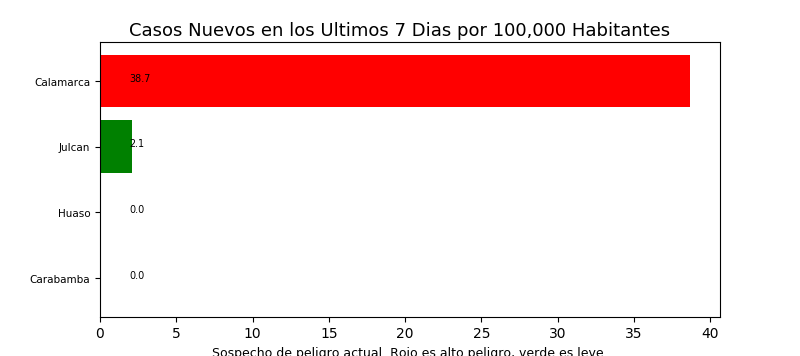 Casos Nuevos en los Ultimos 7 Dias por 100,000 Habitantes
Calamarca 38.7
Julcan 2.1
Huaso 0.0
Carabamba 0.0
0 5 10 15 20 25 30 35 40
Sospecho de peligro actual. Rojo es alto peligro, verde es leve